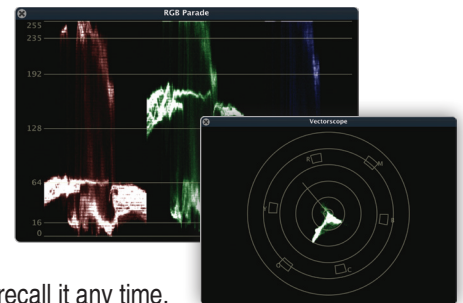 RGB Parade
255
235
192
128
64
16
0
Vectorscope
R
M
Y
B
G
C
recall it any time.